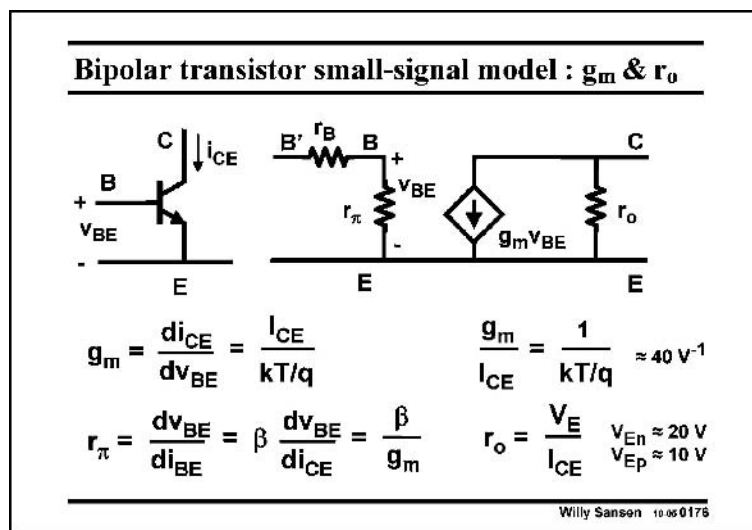 Bipolar transistor small-signal model : gm & ro
C
iCE
B
+
vBE
-
E
B' rB B
+
vBE
rπ
-
gmvBE
C
ro
E E
gm = diCE/dvBE = ICE/kT/q
gm/ICE = 1/kT/q ≈ 40 V-1
rπ = dvBE/diBE = β dvBE/diCE = β/gm
ro = VE/ICE
VEn ≈ 20 V
VEp ≈ 10 V
Willy Sansen 10-05 0176